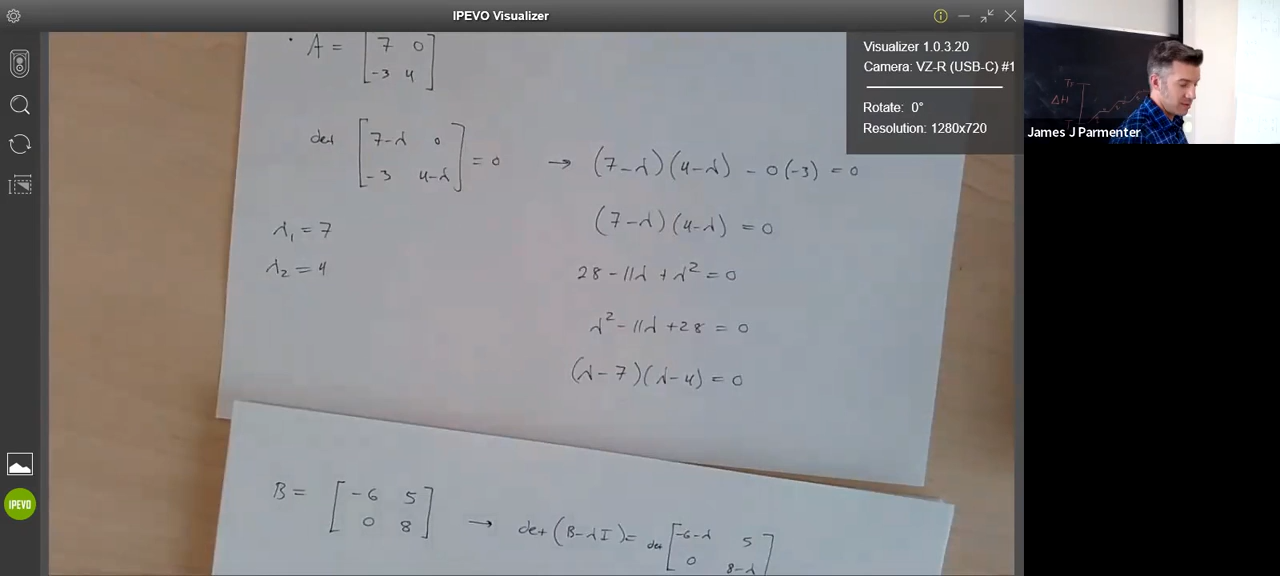 IPEVO Visualizer
Visualizer 1.0.3.20
Camera: VZ-R (USB-C) #1
Rotate: 0°
Resolution: 1280x720
James J Parmenter
ΔH
IPEVO
· A = [7 0
-3 4]
det [7-λ 0
-3 4-λ] = 0 → (7-λ)(4-λ) - 0(-3) = 0
(7-λ)(4-λ) = 0
λ₁ = 7
λ₂ = 4
28 - 11λ + λ² = 0
λ² - 11λ + 28 = 0
(λ - 7)(λ - 4) = 0
B = [-6 5
0 8] → det (B-λI) = det [-6-λ 5
0 8-λ]